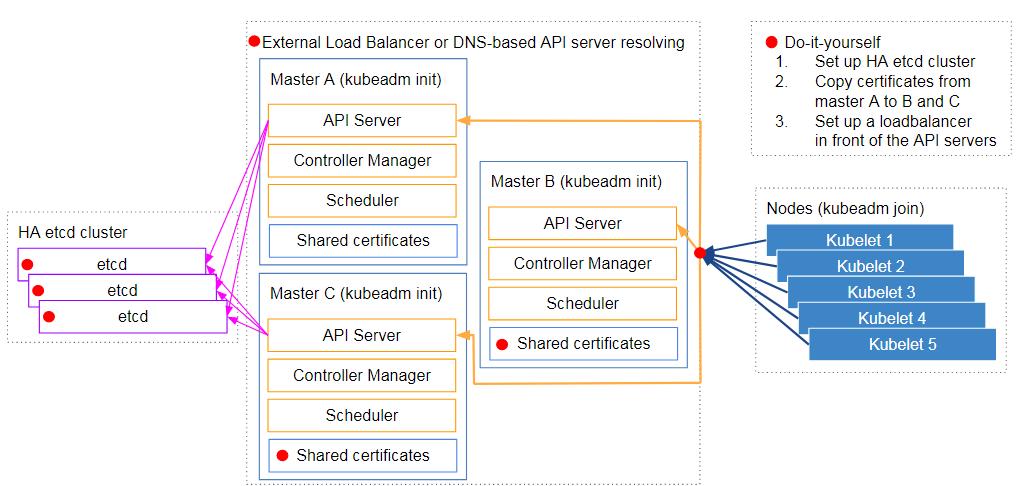 External Load Balancer or DNS-based API server resolving
Master A (kubeadm init)
API Server
Controller Manager
Scheduler
Shared certificates
Master B (kubeadm init)
API Server
Controller Manager
Scheduler
Shared certificates
Master C (kubeadm init)
API Server
Controller Manager
Scheduler
Shared certificates
HA etcd cluster
etcd
etcd
etcd
Do-it-yourself
1. Set up HA etcd cluster
2. Copy certificates from
master A to B and C
3. Set up a loadbalancer
in front of the API servers
Nodes (kubeadm join)
Kubelet 1
Kubelet 2
Kubelet 3
Kubelet 4
Kubelet 5